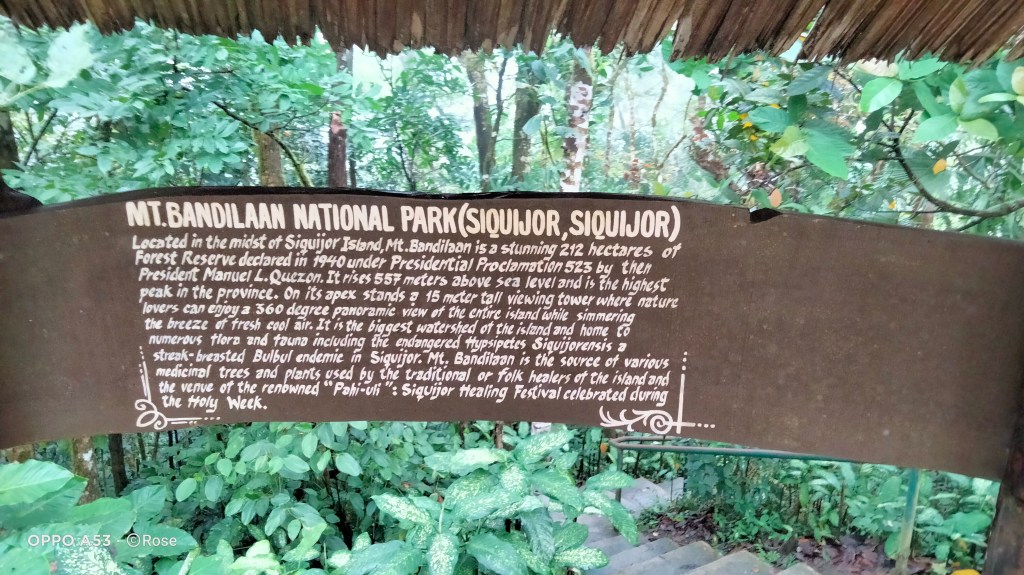 MT.BANDILAAN NATIONAL PARK(SIQUIJOR,SIQUIJOR)
Located in the midst of Siquijor Island, Mt. Bandilaan is a stunning 212 hectares of
Forest Reserve declared in 1940 under Presidential Proclamation 523 by then
President Manuel L. Quezon. It rises 557 meters above sea level and is the highest
peak in the province. On its apex stands a 15 meter tall viewing tower where nature
lovers can enjoy a 360 degree panoramic view of the entire island while simmering
the breeze of fresh cool air. It is the biggest watershed of the island and home to
numerous flora and fauna including the endangered Hypsipetes Siquijorensis a
streak-breasted Bulbul endemic in Siquijor. Mt. Bandilaan is the source of various
medicinal trees and plants used by the traditional or folk healers of the island and
the venue of the renowned "Pahi-uli": Siquijor Healing Festival celebrated during
the Holy Week.
OPPO A53 · ©Rose